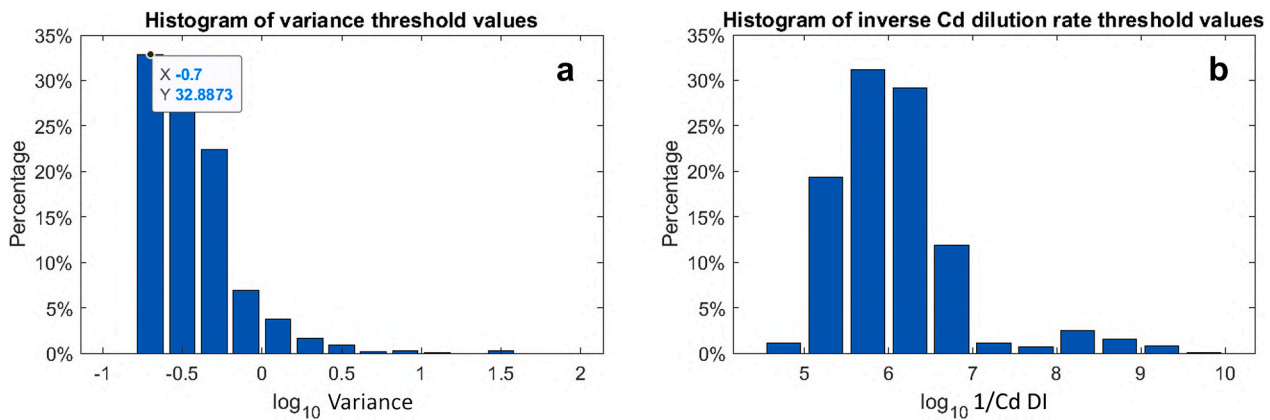 Histogram of variance threshold values
35%
30%
25%
20%
15%
10%
5%
0%
Percentage
X -0.7
Y 32.8873
a
-1 -0.5 0 0.5 1 1.5 2
log10 Variance
Histogram of inverse Cd dilution rate threshold values
35%
30%
25%
20%
15%
10%
5%
0%
Percentage
b
5 6 7 8 9 10
log10 1/Cd DI